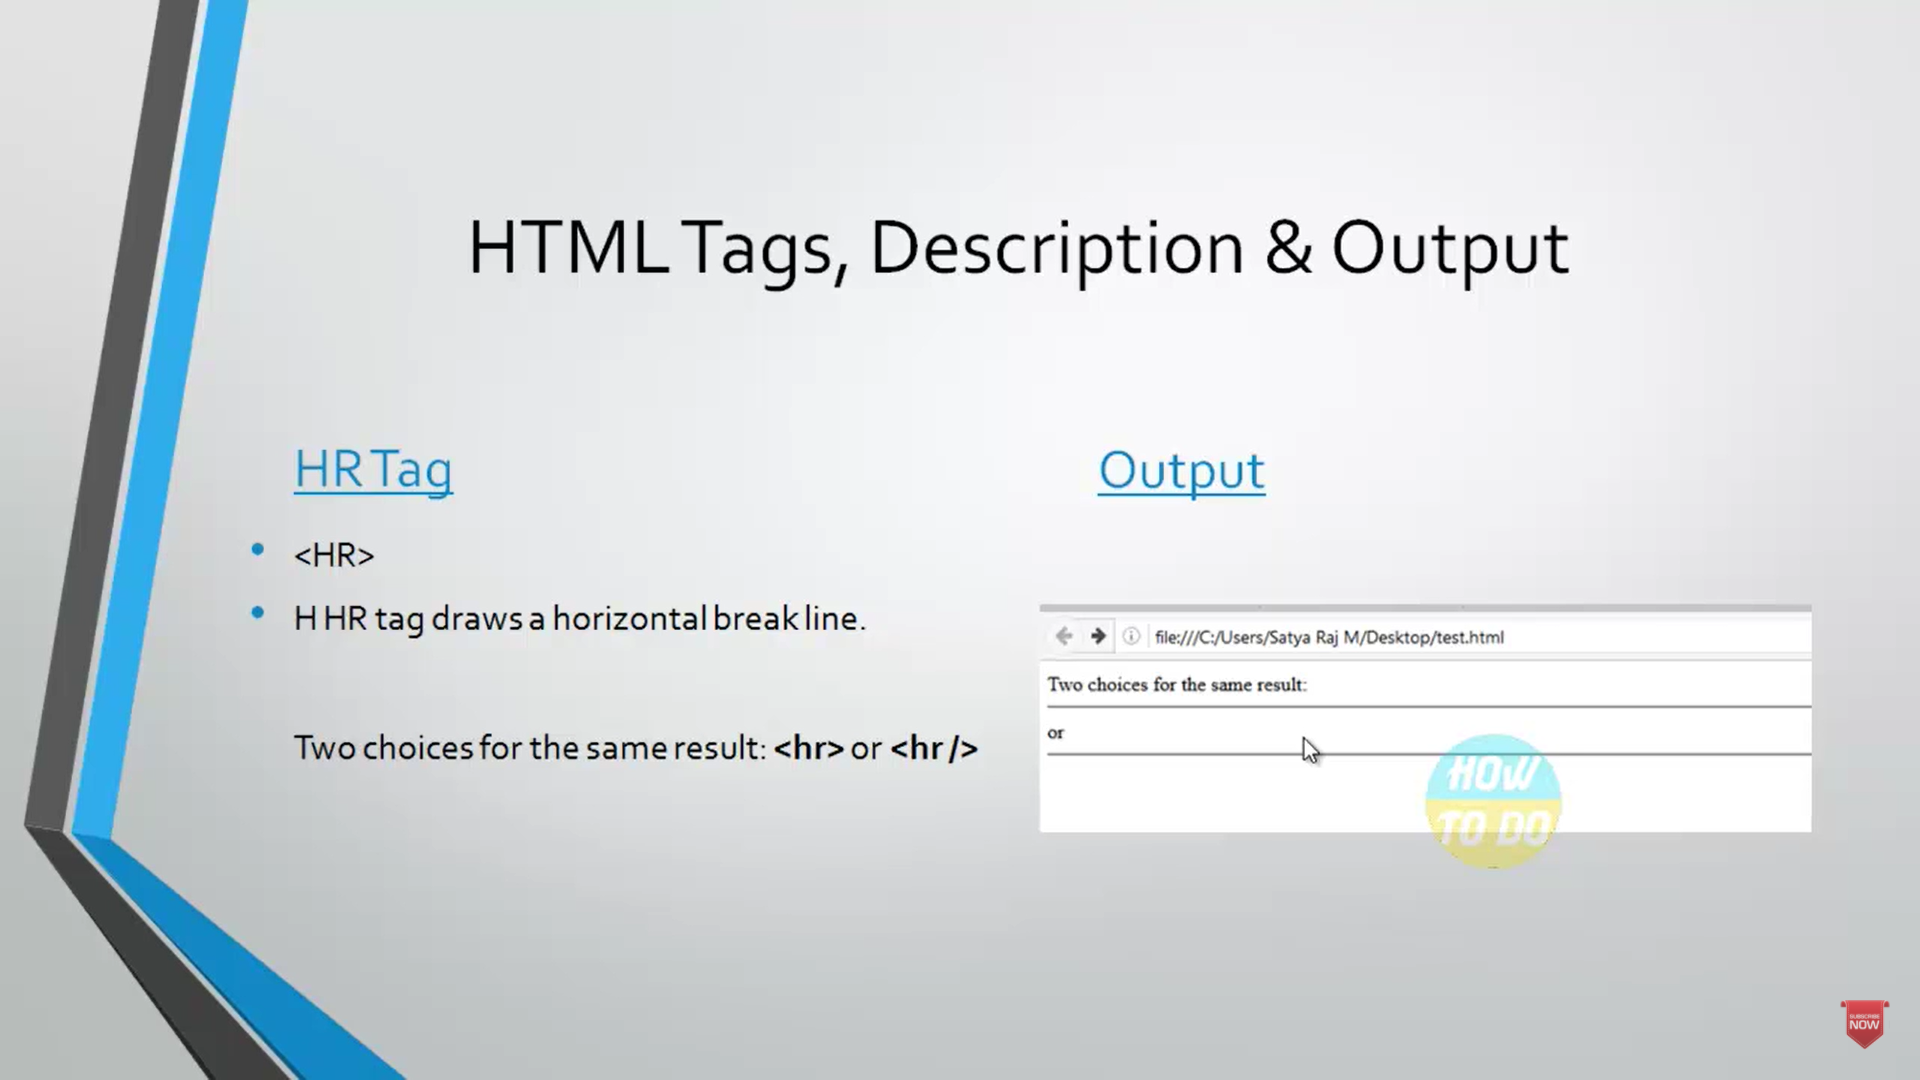 HTML Tags, Description & Output
HR Tag
<HR>
H HR tag draws a horizontal break line.
Two choices for the same result: <hr> or <hr />
Output
file:///C:/Users/Satya Raj M/Desktop/test.html
Two choices for the same result:
or
HOW
TO DO
SUBSCRIBE
NOW